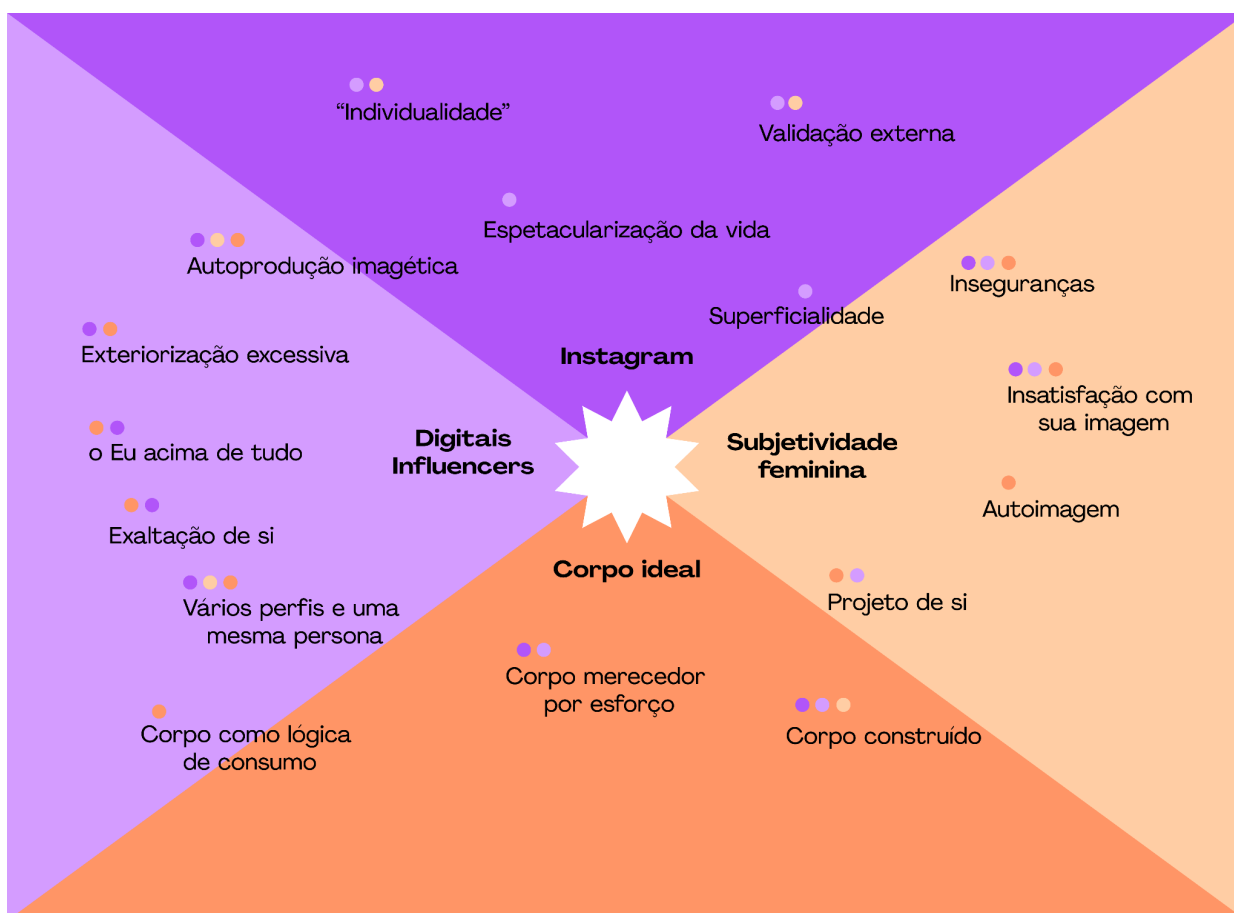 “Individualidade”
Validação externa
Espetacularização da vida
Autoprodução imagética
Inseguranças
Superficialidade
Exteriorização excessiva
Instagram
Insatisfação com
sua imagem
Digitais
Influencers
Subjetividade
feminina
o Eu acima de tudo
Autoimagem
Exaltação de si
Corpo ideal
Projeto de si
Vários perfis e uma
mesma persona
Corpo merecedor
por esforço
Corpo como lógica
de consumo
Corpo construído